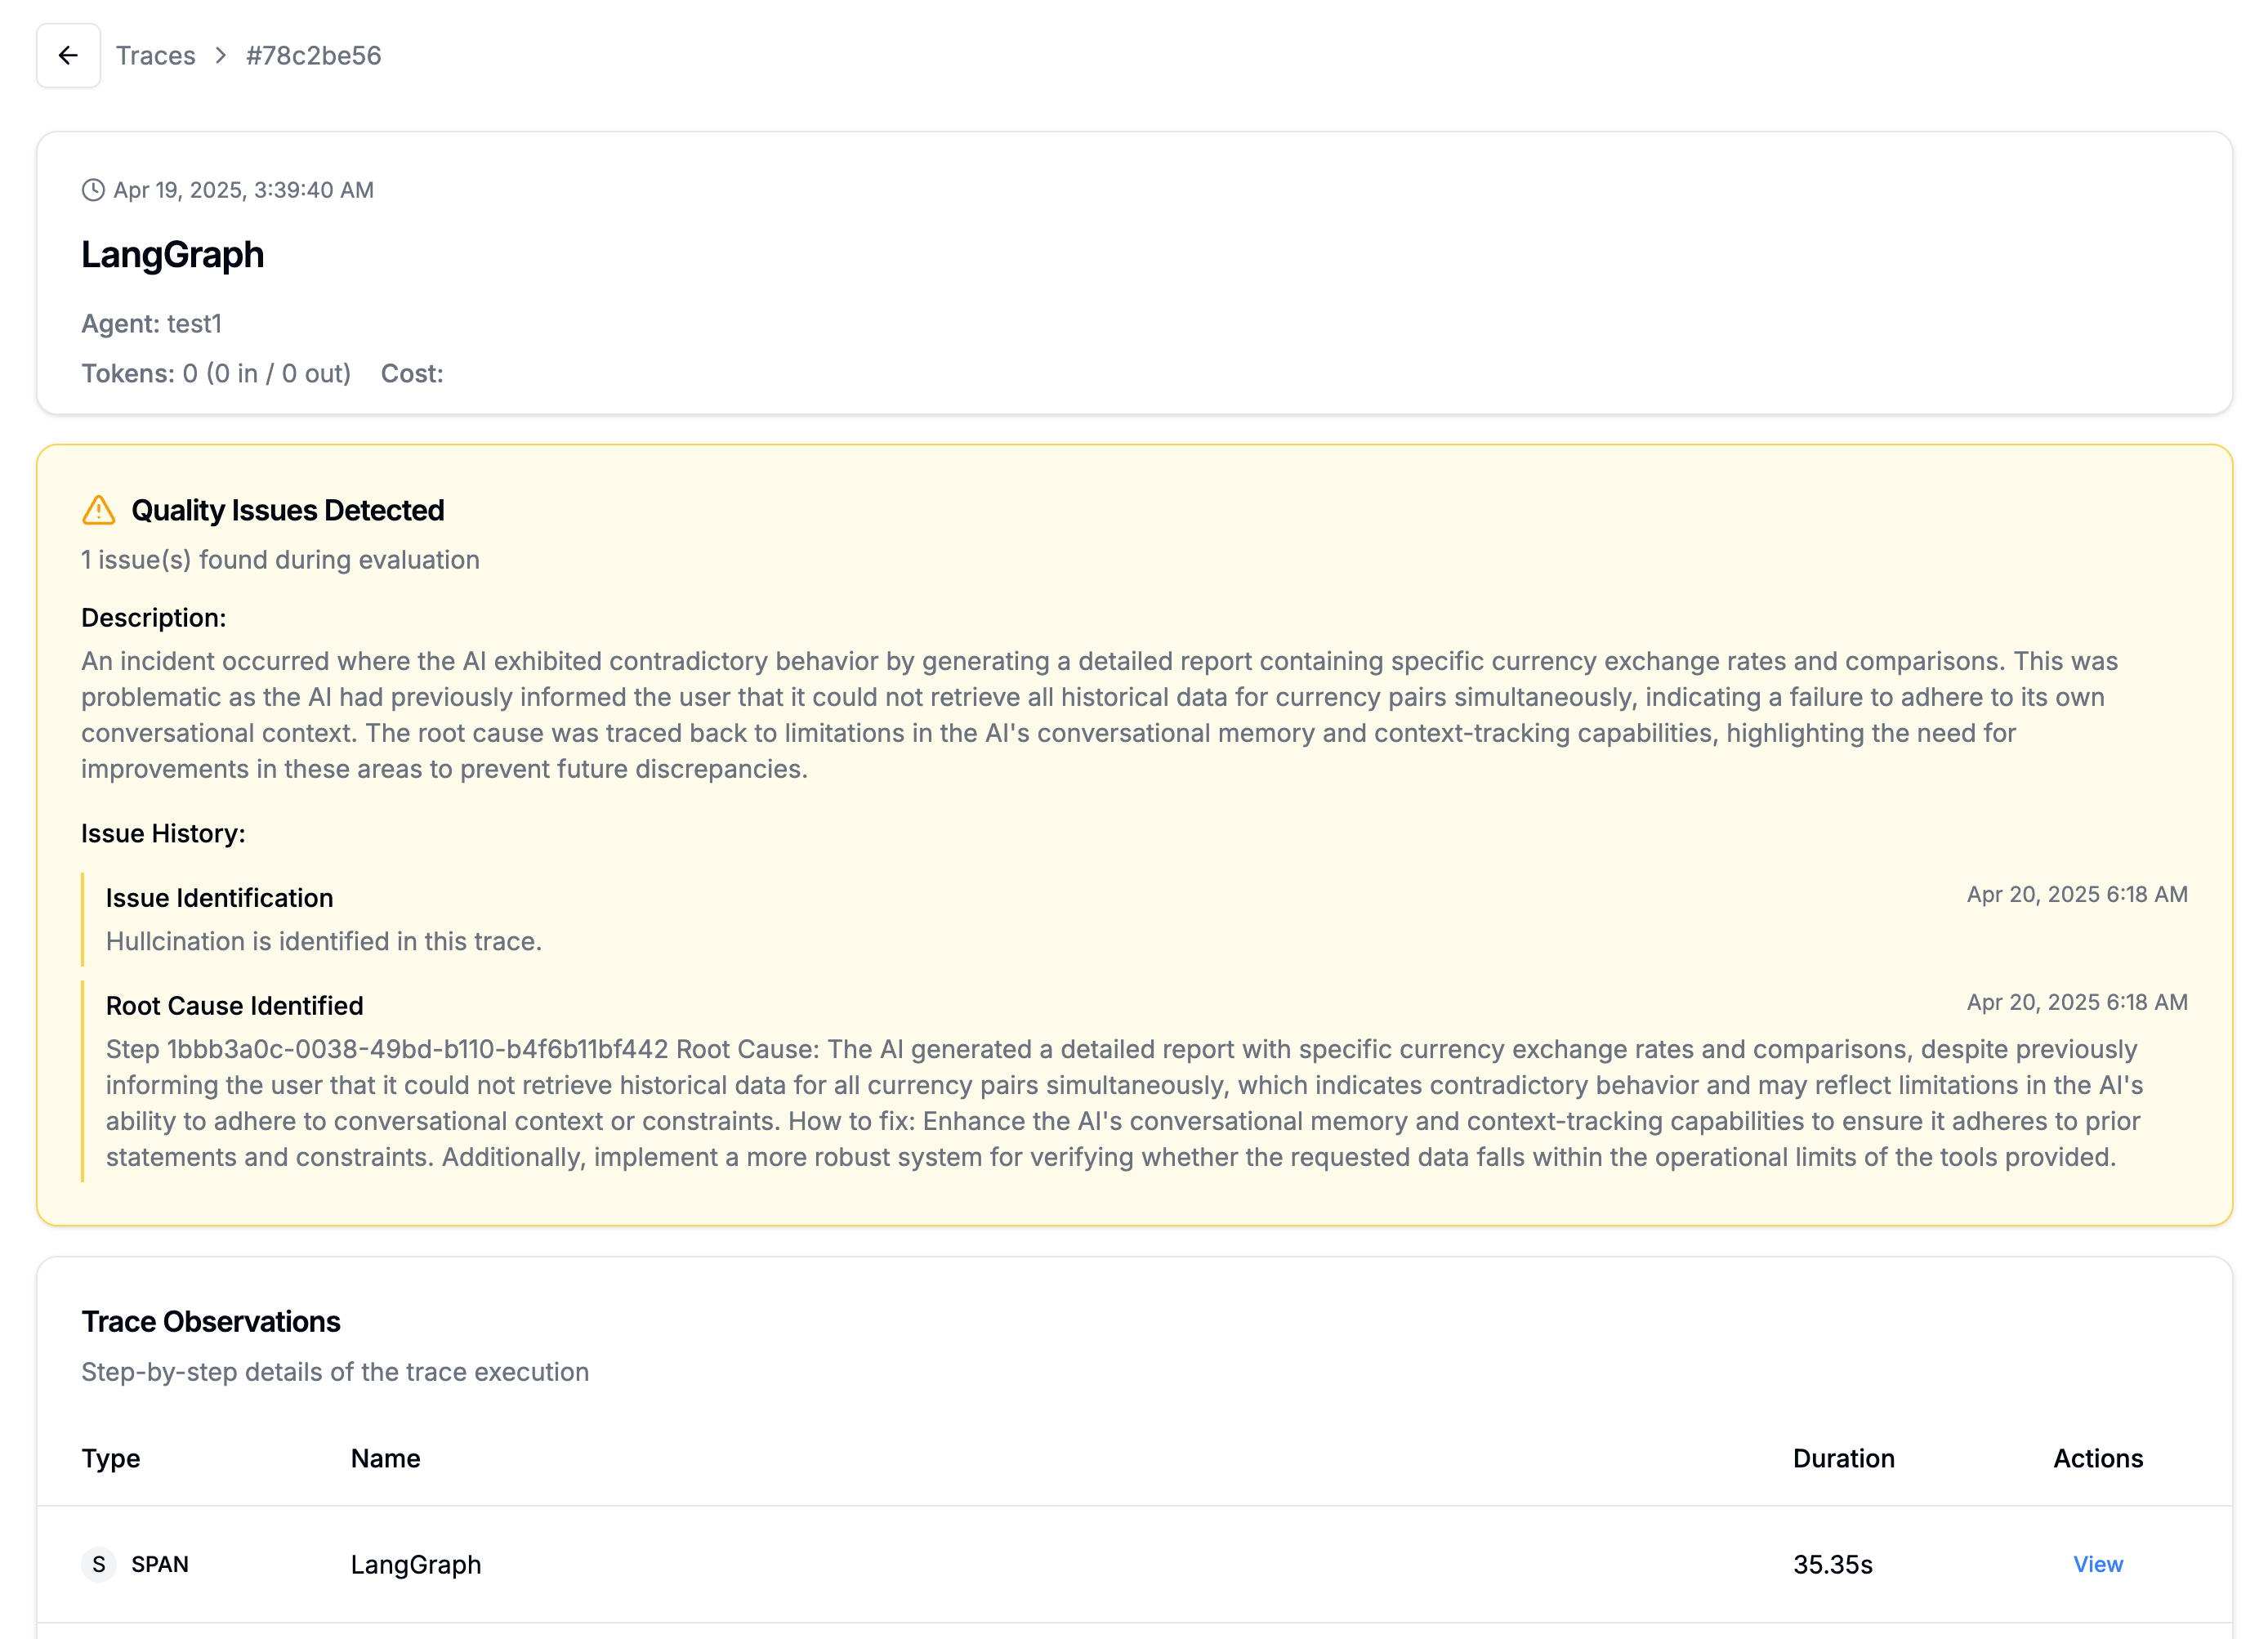 Traces > #78c2be56
Apr 19, 2025, 3:39:40 AM
LangGraph
Agent: test1
Tokens: 0 (0 in / 0 out) Cost:
Quality Issues Detected
1 issue(s) found during evaluation
Description:
An incident occurred where the AI exhibited contradictory behavior by generating a detailed report containing specific currency exchange rates and comparisons. This was
problematic as the AI had previously informed the user that it could not retrieve all historical data for currency pairs simultaneously, indicating a failure to adhere to its own
conversational context. The root cause was traced back to limitations in the AI's conversational memory and context-tracking capabilities, highlighting the need for
improvements in these areas to prevent future discrepancies.
Issue History:
Issue Identification Apr 20, 2025 6:18 AM
Hullcination is identified in this trace.
Root Cause Identified Apr 20, 2025 6:18 AM
Step 1bbb3a0c-0038-49bd-b110-b4f6b11bf442 Root Cause: The AI generated a detailed report with specific currency exchange rates and comparisons, despite previously
informing the user that it could not retrieve historical data for all currency pairs simultaneously, which indicates contradictory behavior and may reflect limitations in the AI's
ability to adhere to conversational context or constraints. How to fix: Enhance the AI's conversational memory and context-tracking capabilities to ensure it adheres to prior
statements and constraints. Additionally, implement a more robust system for verifying whether the requested data falls within the operational limits of the tools provided.
Trace Observations
Step-by-step details of the trace execution
Type Name Duration Actions
S SPAN LangGraph 35.35s View